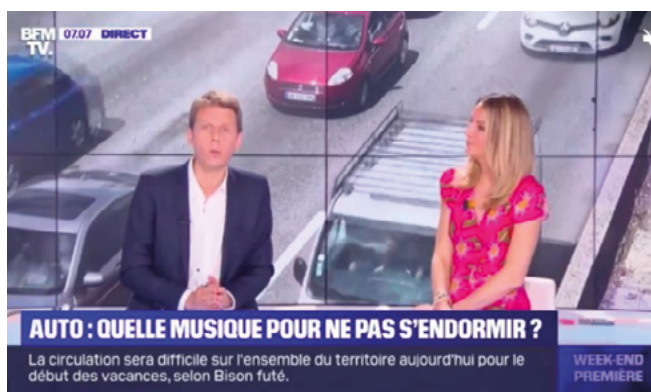 BFM
TV.
07.07 DIRECT
AUTO : QUELLE MUSIQUE POUR NE PAS S'ENDORMIR ?
La circulation sera difficile sur l'ensemble du territoire aujourd'hui pour le
début des vacances, selon Bison futé.
WEEK-END
PREMIÈRE